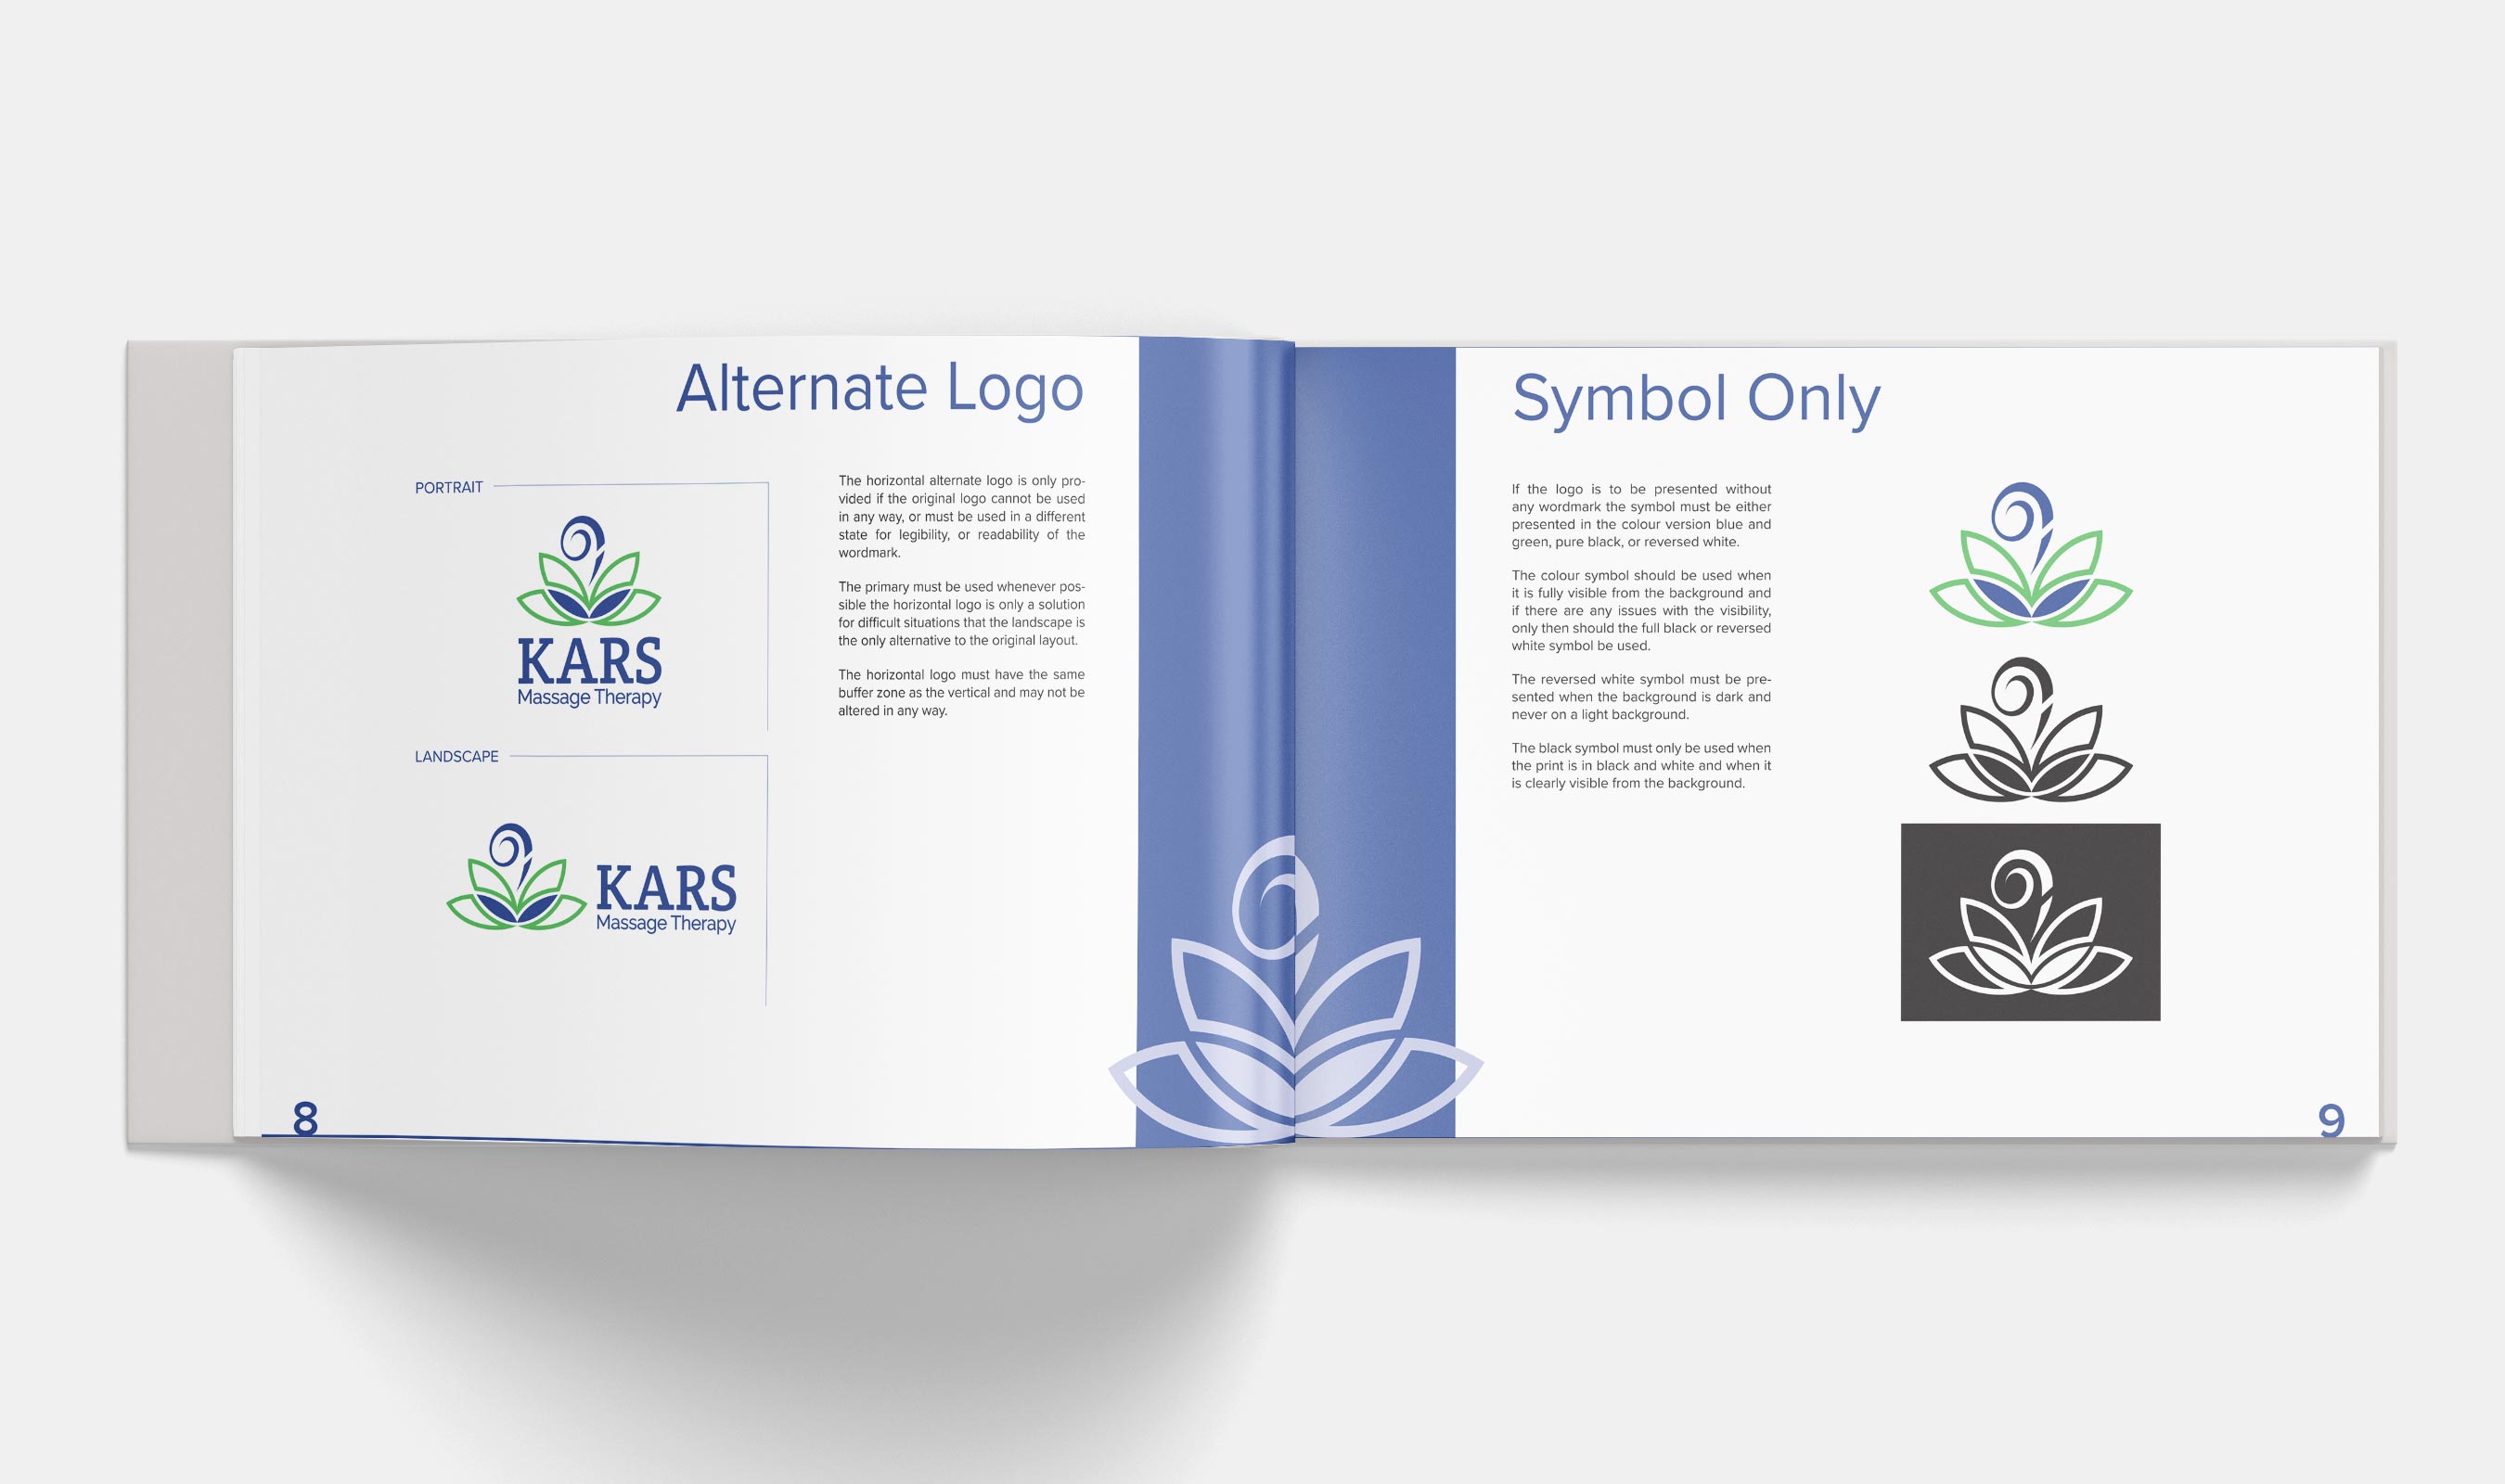 Alternate Logo
PORTRAIT
KARS
Massage Therapy
LANDSCAPE
KARS
Massage Therapy
The horizontal alternate logo is only pro-
vided if the original logo cannot be used
in any way, or must be used in a different
state for legibility, or readability of the
wordmark.
The primary must be used whenever pos-
sible the horizontal logo is only a solution
for difficult situations that the landscape is
the only alternative to the original layout.
The horizontal logo must have the same
buffer zone as the vertical and may not be
altered in any way.
8
Symbol Only
If the logo is to be presented without
any wordmark the symbol must be either
presented in the colour version blue and
green, pure black, or reversed white.
The colour symbol should be used when
it is fully visible from the background and
if there are any issues with the visibility,
only then should the full black or reversed
white symbol be used.
The reversed white symbol must be pre-
sented when the background is dark and
never on a light background.
The black symbol must only be used when
the print is in black and white and when it
is clearly visible from the background.
9